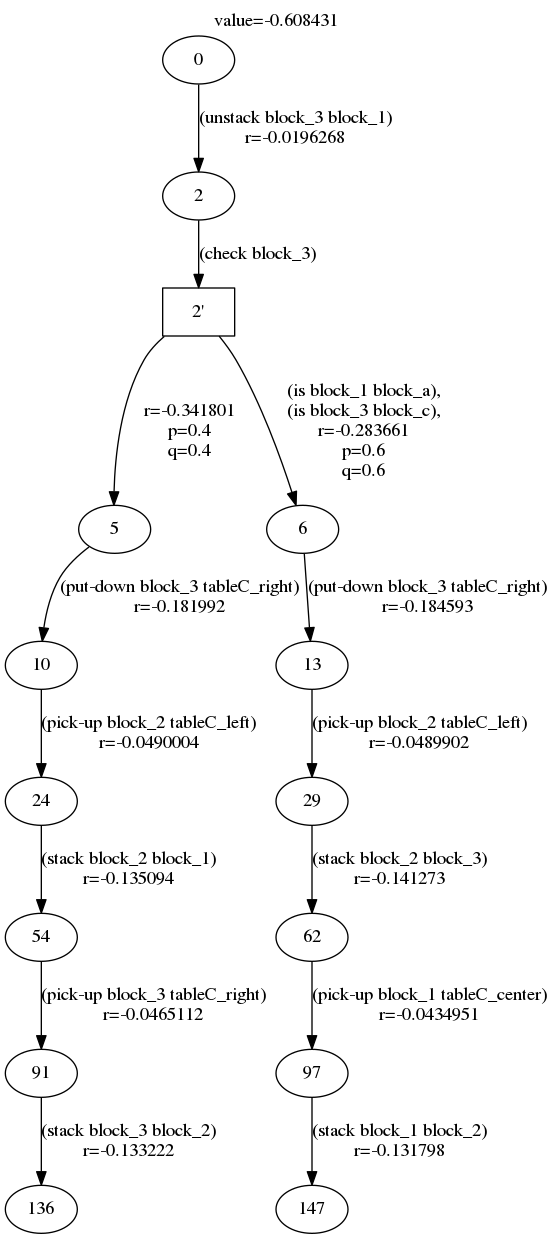 value=-0.608431
0
(unstack block_3 block_1)
r=-0.0196268
2
(check block_3)
2'
r=-0.341801
p=0.4
q=0.4
(is block_1 block_a),
(is block_3 block_c),
r=-0.283661
p=0.6
q=0.6
5
6
(put-down block_3 tableC_right)
r=-0.181992
(put-down block_3 tableC_right)
r=-0.184593
10
13
(pick-up block_2 tableC_left)
r=-0.0490004
(pick-up block_2 tableC_left)
r=-0.0489902
24
29
(stack block_2 block_1)
r=-0.135094
(stack block_2 block_3)
r=-0.141273
54
62
(pick-up block_3 tableC_right)
r=-0.0465112
(pick-up block_1 tableC_center)
r=-0.0434951
91
97
(stack block_3 block_2)
r=-0.133222
(stack block_1 block_2)
r=-0.131798
136
147